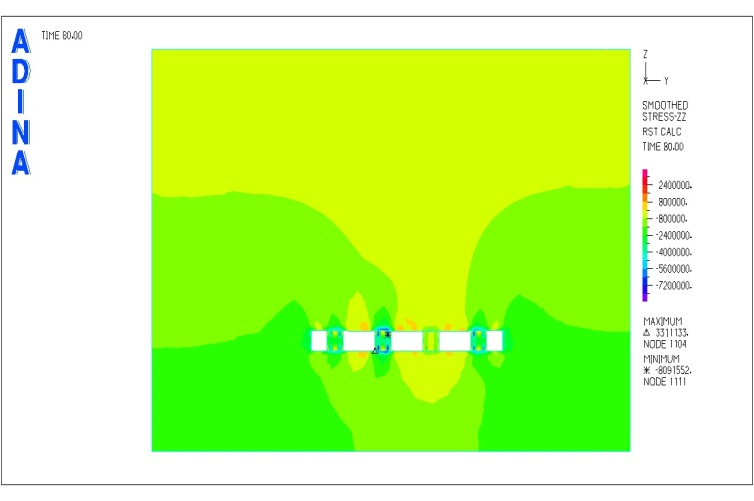 ADINA
TIME 80.00
Z
X Y
SMOOTHED
STRESS-ZZ
RST CALC
TIME 80.00
2400000.
800000.
-800000.
-2400000.
-4000000.
-5600000.
-7200000.
MAXIMUM
△ 3311133.
NODE 1104
MINIMUM
* -8091552.
NODE 1111